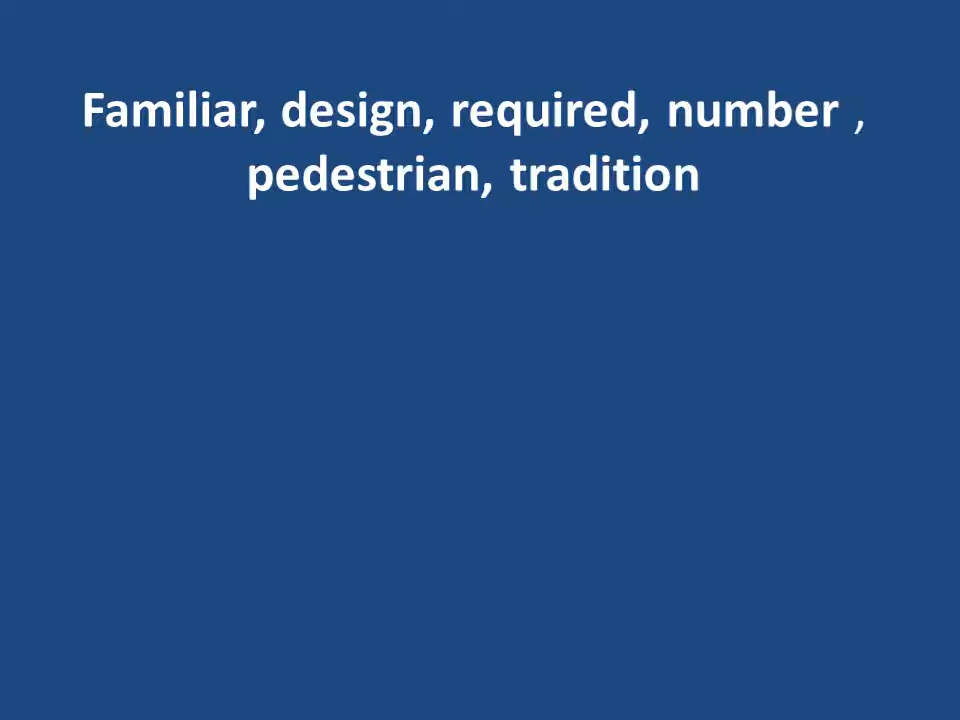 Familiar, design, required, number ,
pedestrian, tradition